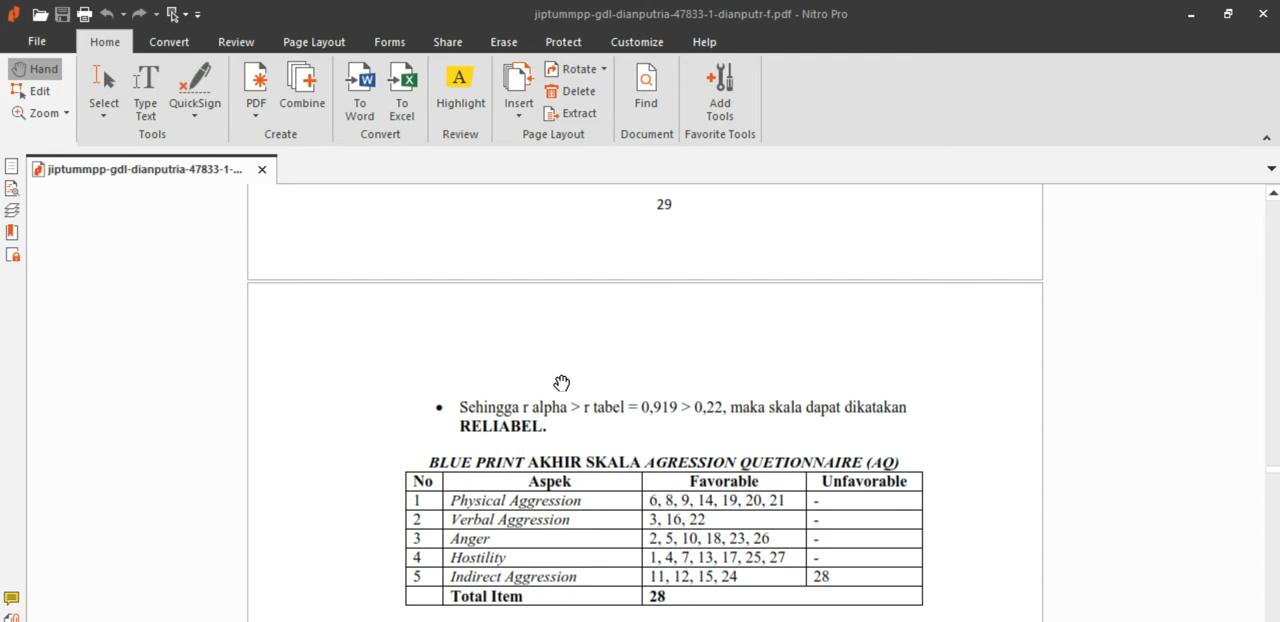 jiptummpp-gdl-dianputria-47833-1-dianputr-f.pdf - Nitro Pro
File Home Convert Review Page Layout Forms Share Erase Protect Customize Help
Hand
Edit
Zoom
Select
Type Text
QuickSign
Tools
PDF
Combine
Create
To Word
To Excel
Convert
A
Highlight
Review
Insert
Rotate
Delete
Extract
Page Layout
Find
Document
Add Tools
Favorite Tools
jiptummpp-gdl-dianputria-47833-1-...
29
• Sehingga r alpha > r tabel = 0,919 > 0,22, maka skala dapat dikatakan
RELIABEL.
BLUE PRINT AKHIR SKALA AGRESSION QUETIONNAIRE (AQ)
No Aspek Favorable Unfavorable
1 Physical Aggression 6, 8, 9, 14, 19, 20, 21 -
2 Verbal Aggression 3, 16, 22 -
3 Anger 2, 5, 10, 18, 23, 26 -
4 Hostility 1, 4, 7, 13, 17, 25, 27 -
5 Indirect Aggression 11, 12, 15, 24 28
Total Item 28